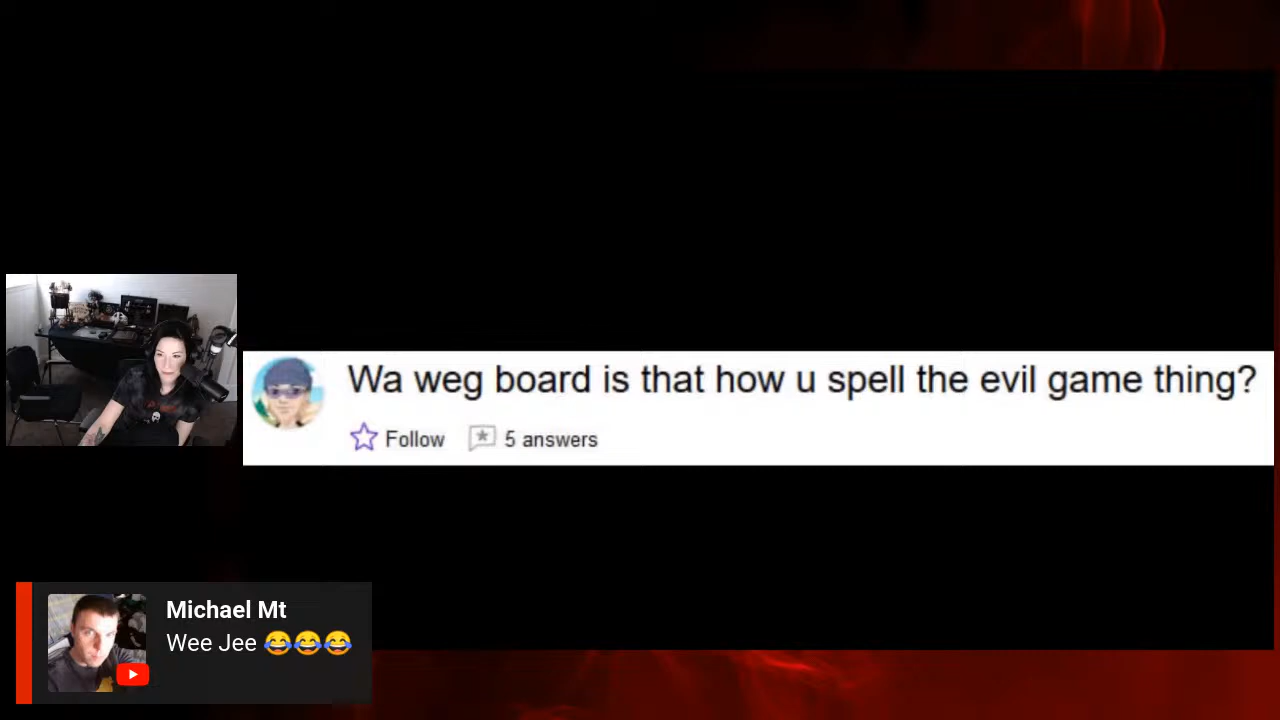 Wa weg board is that how u spell the evil game thing?
Follow 5 answers
Michael Mt
Wee Jee 😂😂😂